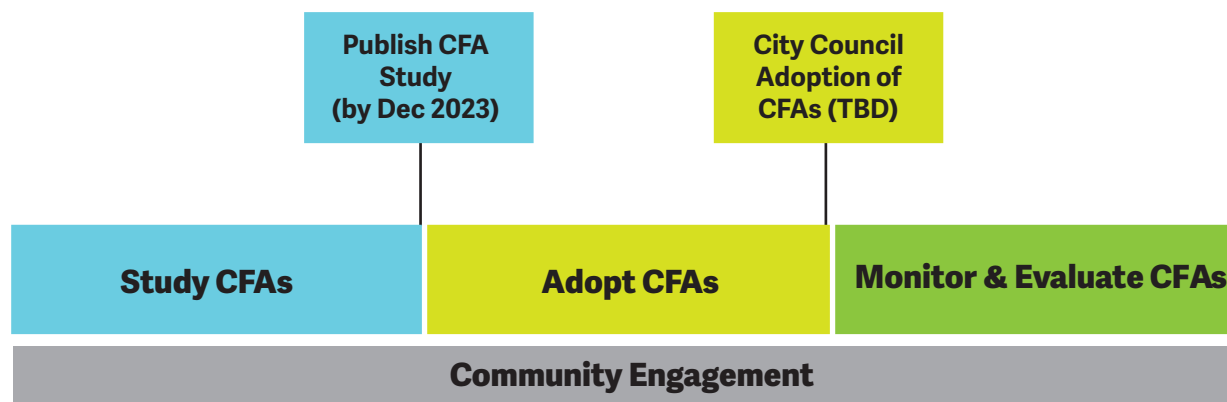 Publish CFA
Study
(by Dec 2023)
City Council
Adoption of
CFAs (TBD)
Study CFAs
Adopt CFAs
Monitor & Evaluate CFAs
Community Engagement